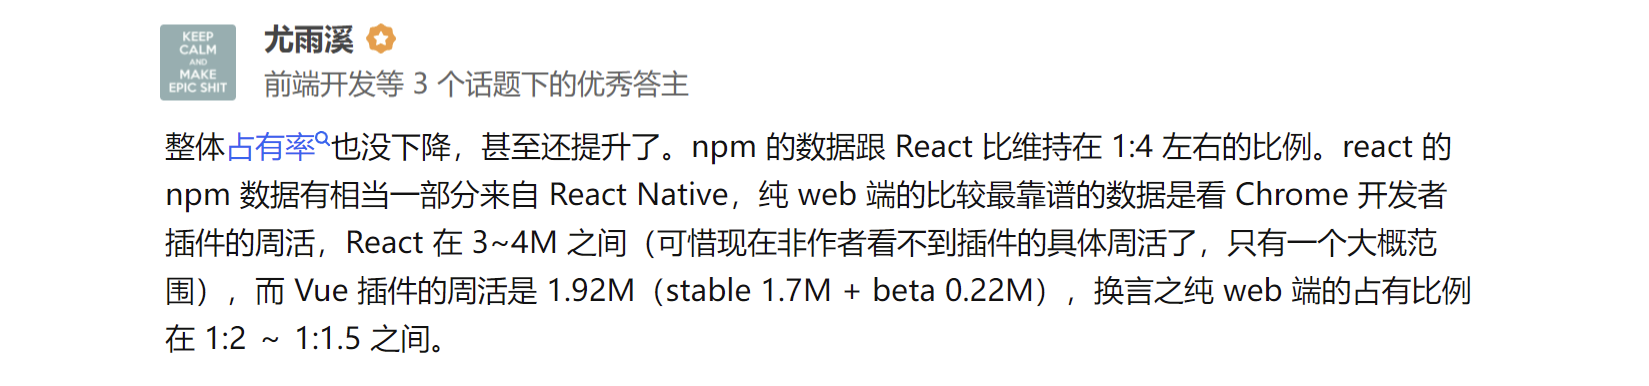 KEEP
CALM
AND
MAKE
EPIC SHIT
尤雨溪
前端开发等 3 个话题下的优秀答主
整体占有率也没下降，甚至还提升了。npm 的数据跟 React 比维持在 1:4 左右的比例。react 的
npm 数据有相当一部分来自 React Native，纯 web 端的比较最靠谱的数据是看 Chrome 开发者
插件的周活，React 在 3~4M 之间（可惜现在非作者看不到插件的具体周活了，只有一个大概范
围），而 Vue 插件的周活是 1.92M（stable 1.7M + beta 0.22M），换言之纯 web 端的占有比例
在 1:2 ～ 1:1.5 之间。